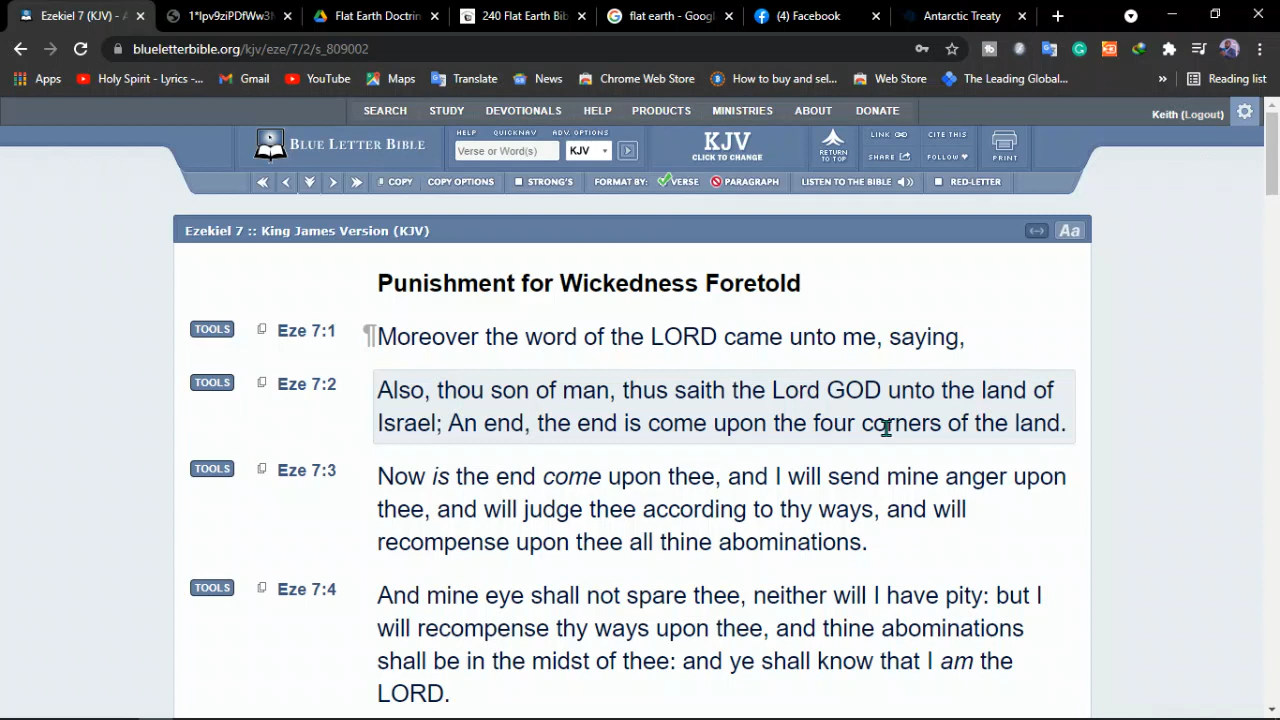 Ezekiel 7 (KJV) - A
1*Ipv9ziPDfWw3M
Flat Earth Doctrin
240 Flat Earth Bib
flat earth - Googl
(4) Facebook
Antarctic Treaty
blueletterbible.org/kjv/eze/7/2/s_809002
Apps
Holy Spirit - Lyrics -...
Gmail
YouTube
Maps
Translate
News
Chrome Web Store
How to buy and sel...
Web Store
The Leading Global...
»
Reading list
SEARCH STUDY DEVOTIONALS HELP PRODUCTS MINISTRIES ABOUT DONATE
Keith (Logout)
BLUE LETTER BIBLE
HELP QUICKNAV ADV. OPTIONS
Verse or Word(s) KJV
KJV
CLICK TO CHANGE
RETURN
TO TOP
LINK CITE THIS
SHARE FOLLOW
PRINT
COPY COPY OPTIONS STRONG'S FORMAT BY: VERSE PARAGRAPH LISTEN TO THE BIBLE RED-LETTER
Ezekiel 7 :: King James Version (KJV)
Aa
Punishment for Wickedness Foretold
TOOLS Eze 7:1 ¶Moreover the word of the LORD came unto me, saying,
TOOLS Eze 7:2 Also, thou son of man, thus saith the Lord GOD unto the land of
Israel; An end, the end is come upon the four corners of the land.
TOOLS Eze 7:3 Now is the end come upon thee, and I will send mine anger upon
thee, and will judge thee according to thy ways, and will
recompense upon thee all thine abominations.
TOOLS Eze 7:4 And mine eye shall not spare thee, neither will I have pity: but I
will recompense thy ways upon thee, and thine abominations
shall be in the midst of thee: and ye shall know that I am the
LORD.